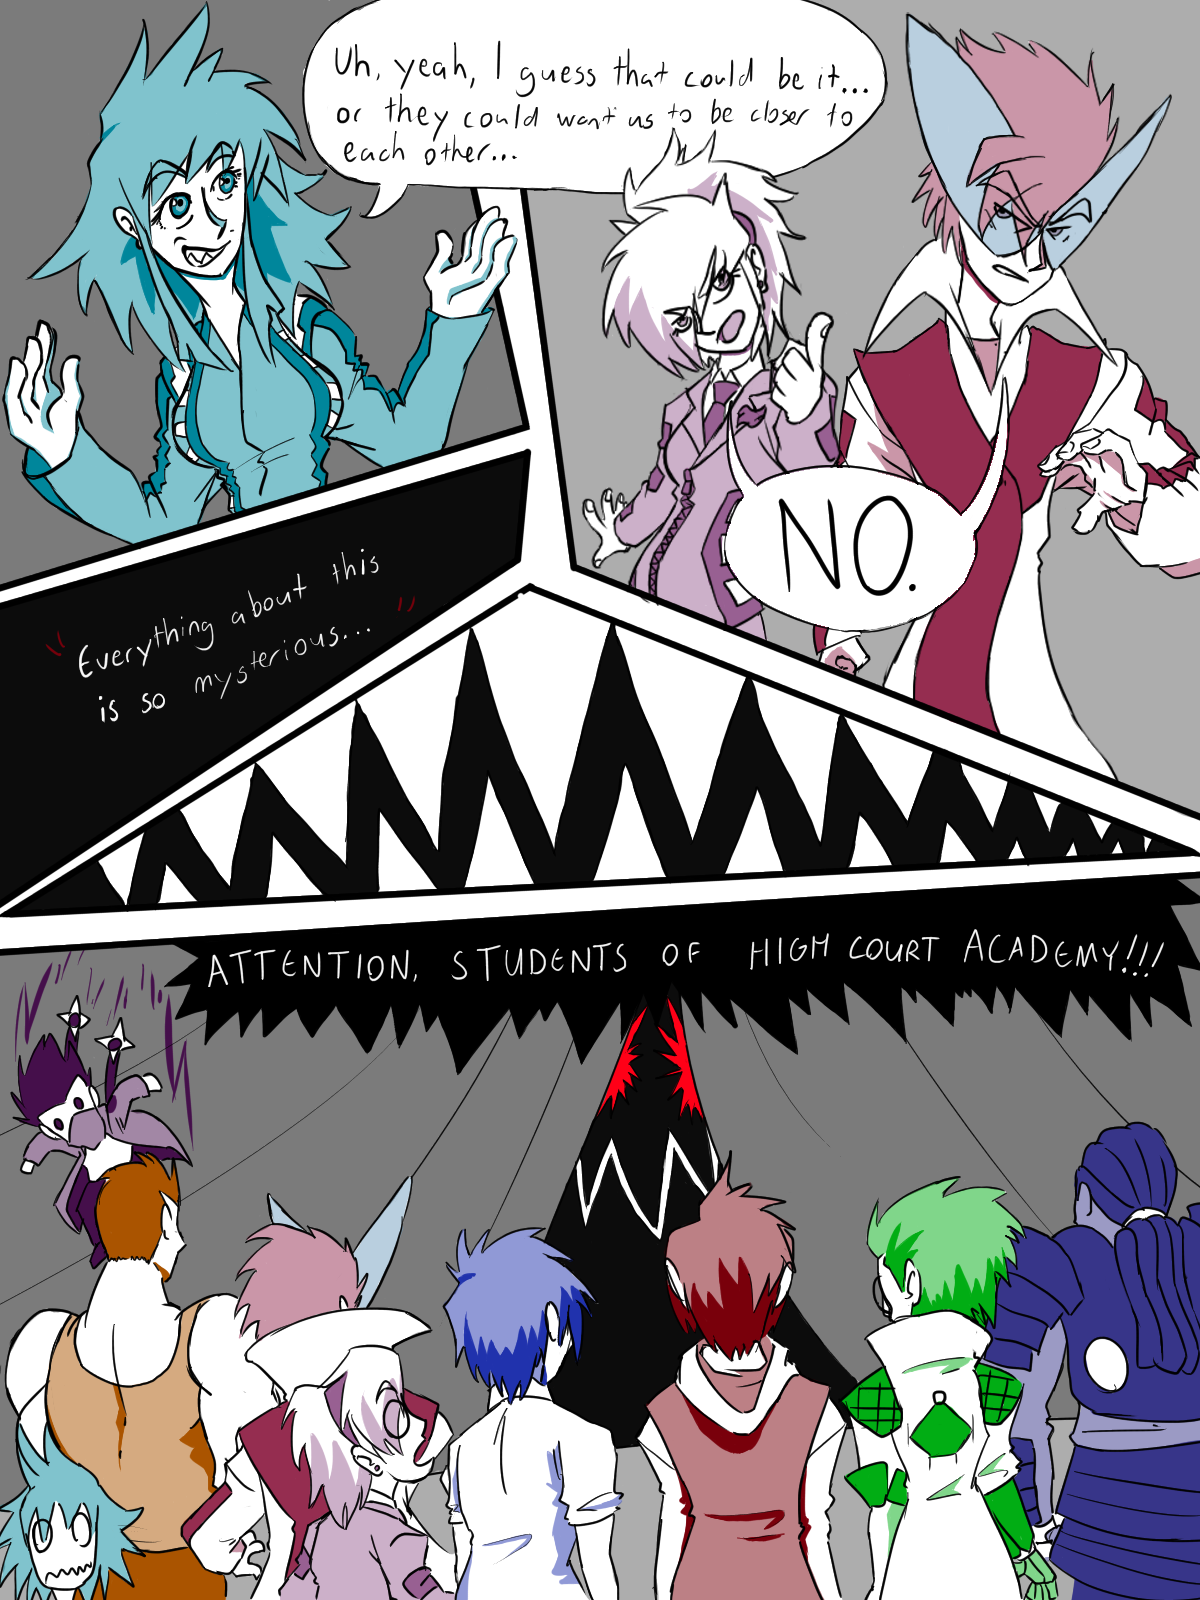 Uh, yeah, I guess that could be it...
or they could want us to be closer to
each other...
NO.
"Everything about this
is so mysterious..."
ATTENTION, STUDENTS OF HIGH COURT ACADEMY!!!